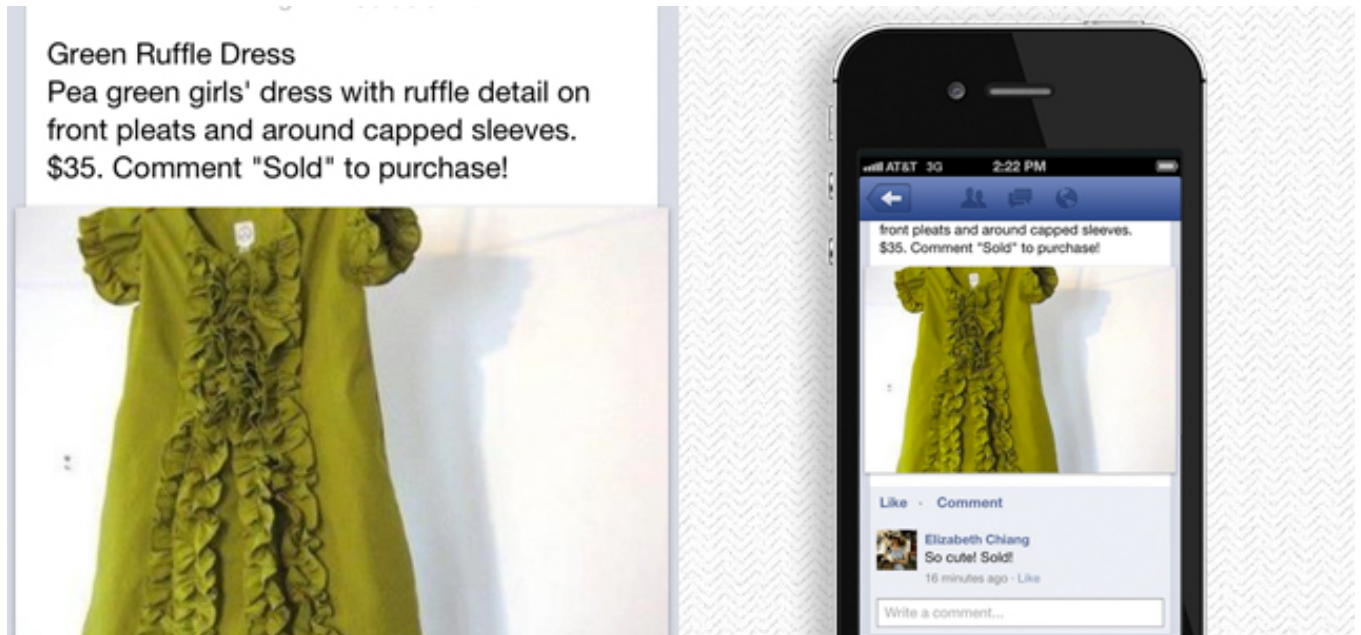 Green Ruffle Dress
Pea green girls' dress with ruffle detail on
front pleats and around capped sleeves.
$35. Comment "Sold" to purchase!
AT&T 3G 2:22 PM
front pleats and around capped sleeves.
$35. Comment "Sold" to purchase!
Like · Comment
Elizabeth Chiang
So cute! Sold!
16 minutes ago · Like
Write a comment...